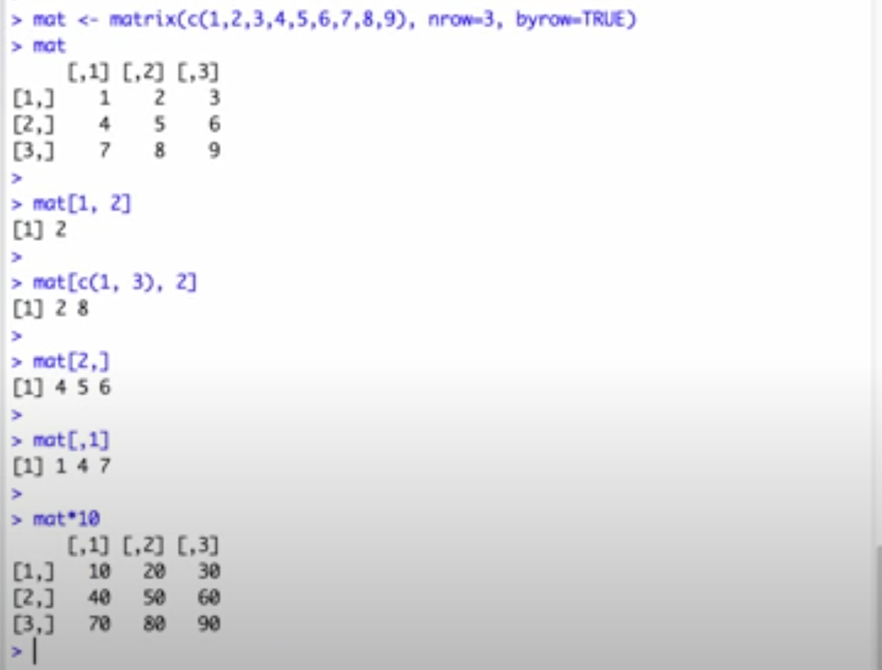 > mat <- matrix(c(1,2,3,4,5,6,7,8,9), nrow=3, byrow=TRUE)
> mat
     [,1] [,2] [,3]
[1,]    1    2    3
[2,]    4    5    6
[3,]    7    8    9
>
> mat[1, 2]
[1] 2
>
> mat[c(1, 3), 2]
[1] 2 8
>
> mat[2,]
[1] 4 5 6
>
> mat[,1]
[1] 1 4 7
>
> mat*10
     [,1] [,2] [,3]
[1,]   10   20   30
[2,]   40   50   60
[3,]   70   80   90
>